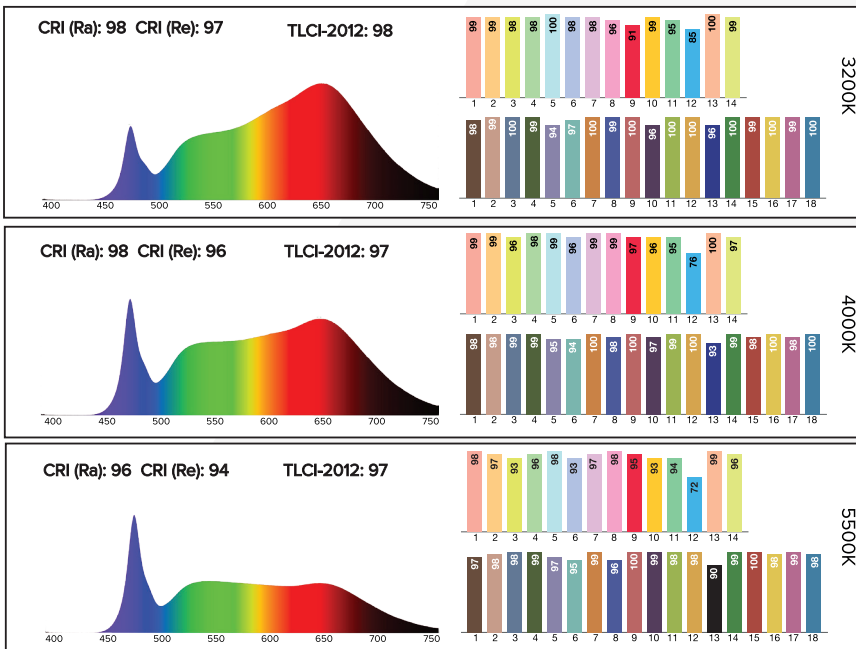 CRI (Ra): 98 CRI (Re): 97 TLCI-2012: 98
99 99 98 98 100 98 98 96 91 99 95 85 100 99
1 2 3 4 5 6 7 8 9 10 11 12 13 14
98 99 100 99 94 97 100 99 100 96 100 100 96 100 99 100 99 100
1 2 3 4 5 6 7 8 9 10 11 12 13 14 15 16 17 18
400 450 500 550 600 650 700 750
3200K
CRI (Ra): 98 CRI (Re): 96 TLCI-2012: 97
99 99 96 98 99 96 99 99 97 96 95 76 100 97
1 2 3 4 5 6 7 8 9 10 11 12 13 14
98 98 99 99 95 94 100 98 100 97 99 100 93 99 98 100 98 100
1 2 3 4 5 6 7 8 9 10 11 12 13 14 15 16 17 18
400 450 500 550 600 650 700 750
4000K
CRI (Ra): 96 CRI (Re): 94 TLCI-2012: 97
98 97 93 96 98 93 97 98 95 93 94 72 99 96
1 2 3 4 5 6 7 8 9 10 11 12 13 14
97 98 98 99 97 95 99 96 100 99 98 98 90 99 100 98 99 98
1 2 3 4 5 6 7 8 9 10 11 12 13 14 15 16 17 18
400 450 500 550 600 650 700 750
5500K